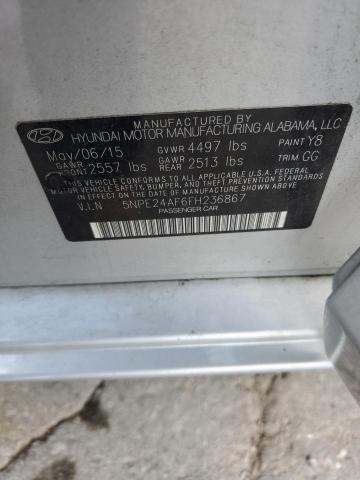 MANUFACTURED BY
HYUNDAI MOTOR MANUFACTURING ALABAMA, LLC
May/06/15 GVWR 4497 lbs PAINT Y8
GAWR FRONT 2557 lbs GAWR REAR 2513 lbs TRIM CG
THIS VEHICLE CONFORMS TO ALL APPLICABLE U.S.A. FEDERAL
MOTOR VEHICLE SAFETY, BUMPER, AND THEFT PREVENTION STANDARDS
IN EFFECT ON THE DATE OF MANUFACTURE SHOWN ABOVE.
V.I.N 5NPE24AF6FH236867
PASSENGER CAR